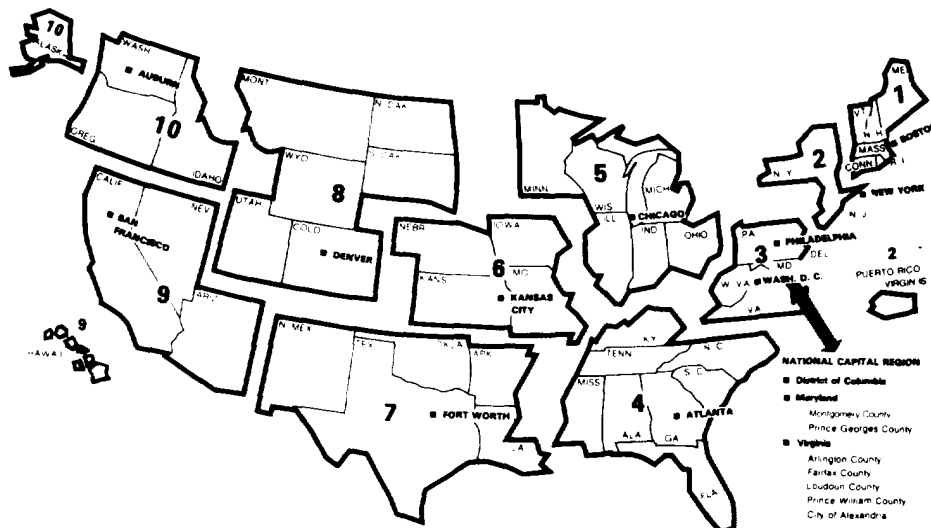 10
ALASK
WASH
AUBURN
OREG
10
IDAHO
MONT
N. DAK
S. DAK
WYO
8
UTAH
COLO
DENVER
CALIF
NEV
SAN
FRANCISCO
9
ARIZ
9
HAWAII
NEBR
IOWA
KANS
6
MO
KANSAS
CITY
MINN
WIS
5
MICH
ILL
CHICAGO
IND
OHIO
N. MEX
TEX
OKLA
ARK
7
FORT WORTH
LA
KY
TENN
N. C
S. C
MISS
4
ATLANTA
ALA
GA
FLA
ME
1
VT
N H
BOSTON
MASS
CONN
R. I
2
N. Y
NEW YORK
N. J
PA
PHILADELPHIA
3
DEL
MD
W. VA
WASH, D. C.
VA
2
PUERTO RICO
VIRGIN IS
NATIONAL CAPITAL REGION
District of Columbia
Maryland
Montgomery County
Prince Georges County
Virginia
Arlington County
Fairfax County
Loudoun County
Prince William County
City of Alexandria